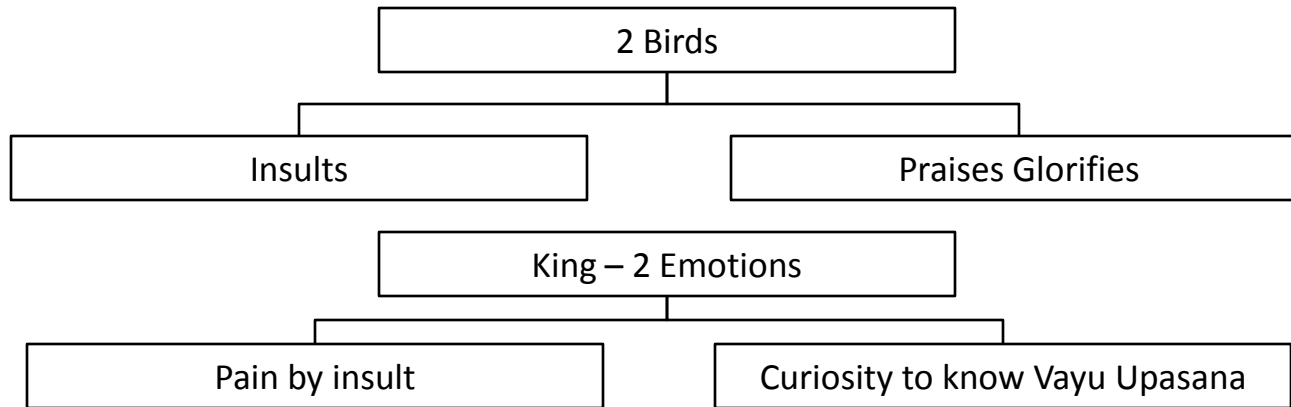 2 Birds
Insults
Praises Glorifies
King – 2 Emotions
Pain by insult
Curiosity to know Vayu Upasana